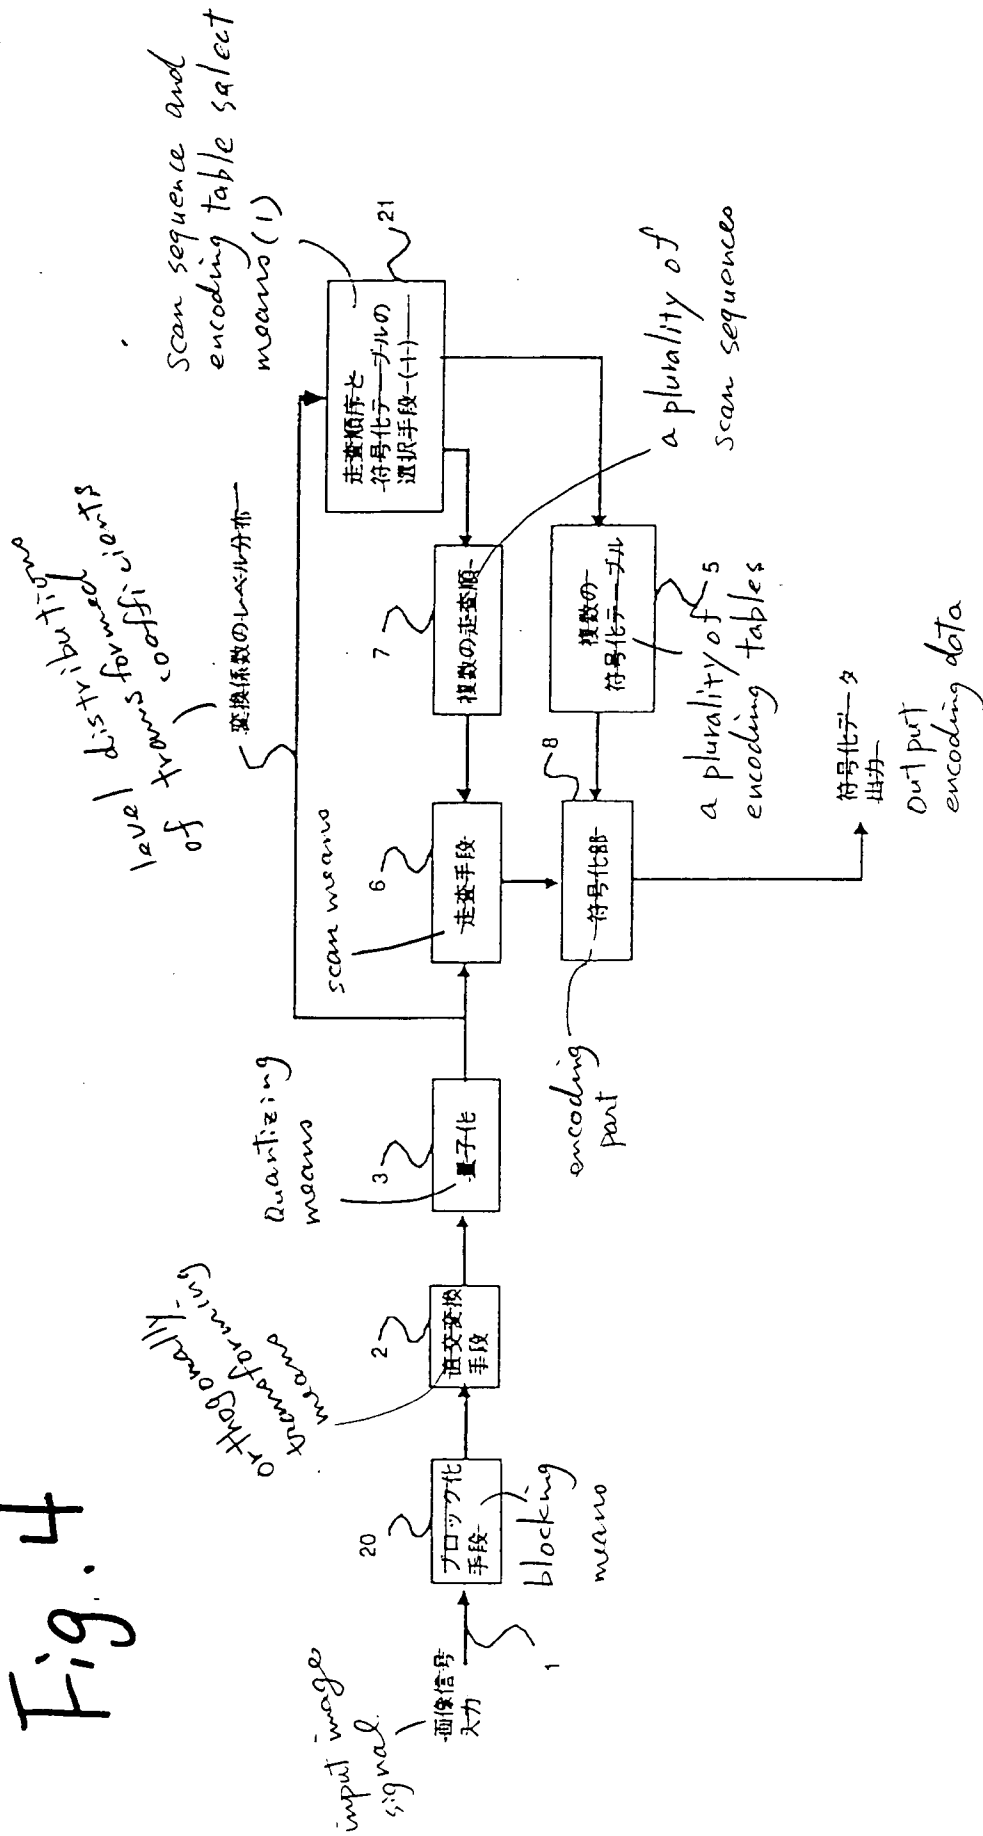 Fig. 4
input image
signal
画像信号
入力
1
20
ブロック化
手段
blocking
means
orthogonally-
transforming
means
2
直交変換
手段
Quantizing
means
3
量子化
level distributions
of transformed
coefficients
変換係数のレベル分布
scan means
6
走査手段
7
複数の走査順
a plurality of
scan sequences
Scan sequence and
encoding table select
means (1)
走査順序と
符号化テーブルの
選択手段(1)
21
encoding
part
8
符号化部
複数の
符号化テーブル
5
a plurality of
encoding tables
符号化データ
出力
Output
encoding data